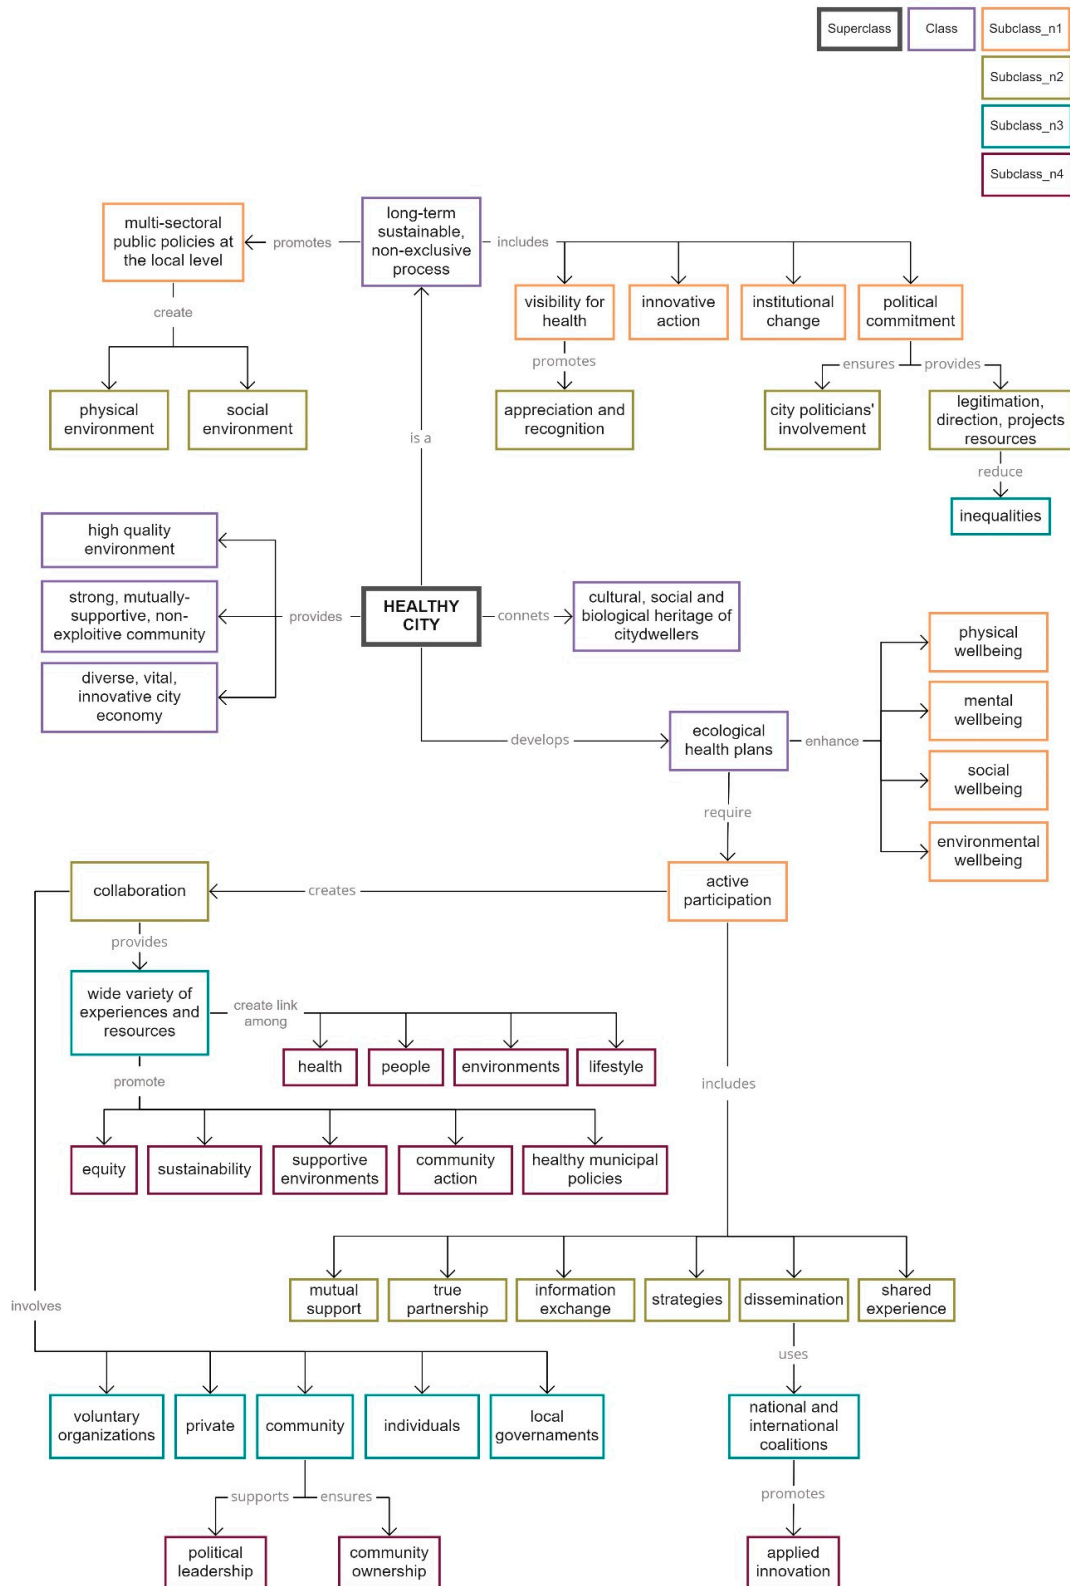 Superclass
Class
Subclass_n1
Subclass_n2
Subclass_n3
Subclass_n4
multi-sectoral
public policies at
the local level
promotes
long-term
sustainable,
non-exclusive
process
includes
create
visibility for
health
innovative
action
institutional
change
political
commitment
promotes
ensures
provides
physical
environment
social
environment
appreciation and
recognition
city politicians'
involvement
legitimation,
direction, projects
resources
is a
reduce
inequalities
high quality
environment
strong, mutually-
supportive, non-
exploitive community
diverse, vital,
innovative city
economy
provides
HEALTHY
CITY
connets
cultural, social and
biological heritage of
citydwellers
develops
ecological
health plans
enhance
physical
wellbeing
mental
wellbeing
social
wellbeing
environmental
wellbeing
require
collaboration
creates
active
participation
provides
wide variety of
experiences and
resources
create link
among
health
people
environments
lifestyle
promote
includes
equity
sustainability
supportive
environments
community
action
healthy municipal
policies
mutual
support
true
partnership
information
exchange
strategies
dissemination
shared
experience
involves
uses
voluntary
organizations
private
community
individuals
local
governaments
national and
international
coalitions
supports
ensures
promotes
political
leadership
community
ownership
applied
innovation